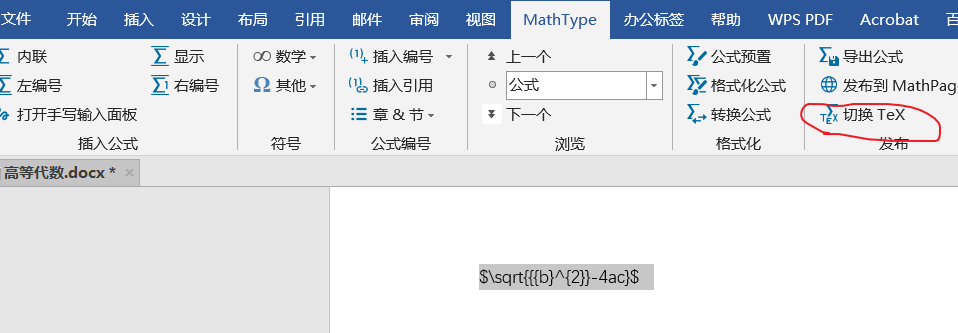 文件 开始 插入 设计 布局 引用 邮件 审阅 视图 MathType 办公标签 帮助 WPS PDF Acrobat 百
内联 显示 数学 插入编号 上一个 公式预置 导出公式
左编号 右编号 其他 插入引用 公式 格式化公式 发布到 MathPag
打开手写输入面板 章 & 节 下一个 转换公式 切换 TeX
插入公式 符号 公式编号 浏览 格式化 发布
高等代数.docx *
$\sqrt{{{b}^{2}}-4ac}$